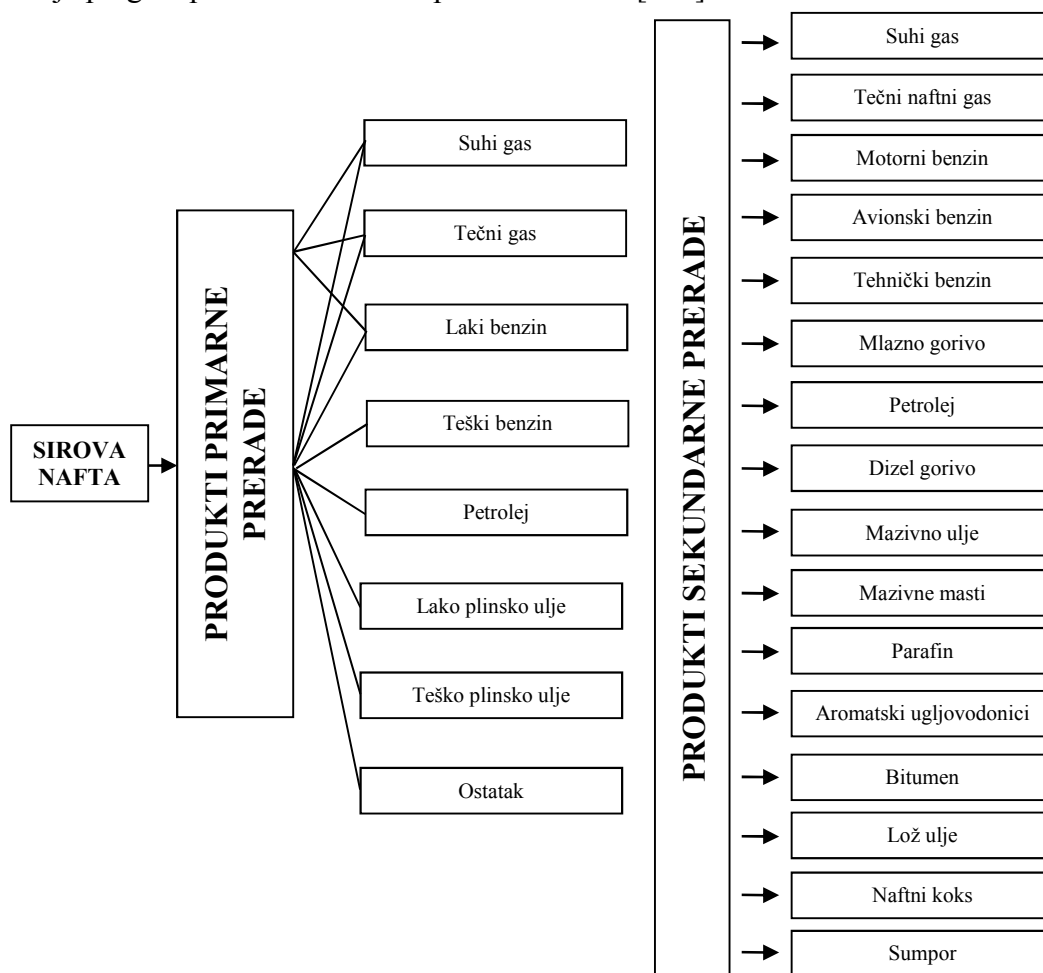 SIROVA
NAFTA
PRODUKTI PRIMARNE
PRERADE
Suhi gas
Tečni gas
Laki benzin
Teški benzin
Petrolej
Lako plinsko ulje
Teško plinsko ulje
Ostatak
PRODUKTI SEKUNDARNE PRERADE
Suhi gas
Tečni naftni gas
Motorni benzin
Avionski benzin
Tehnički benzin
Mlazno gorivo
Petrolej
Dizel gorivo
Mazivno ulje
Mazivne masti
Parafin
Aromatski ugljovodonici
Bitumen
Lož ulje
Naftni koks
Sumpor